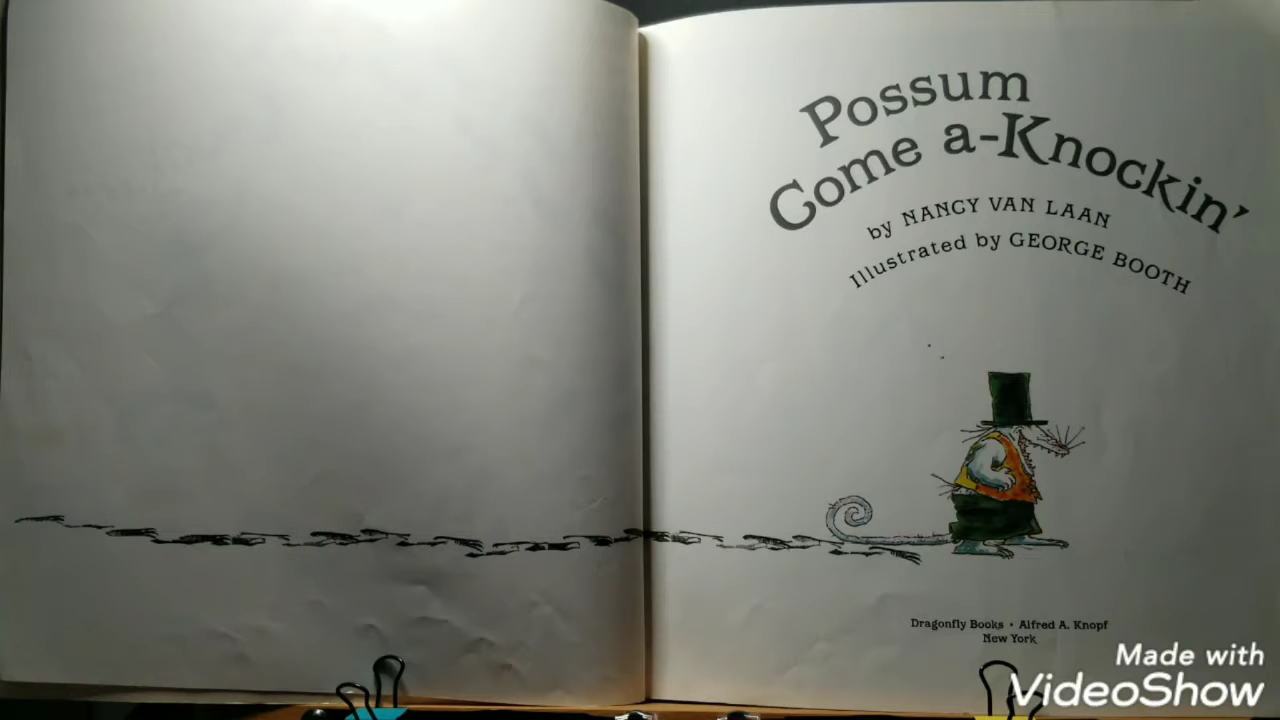 Possum
Come a-Knockin'
by NANCY VAN LAAN
Illustrated by GEORGE BOOTH
Dragonfly Books • Alfred A. Knopf
New York
Made with
VideoShow